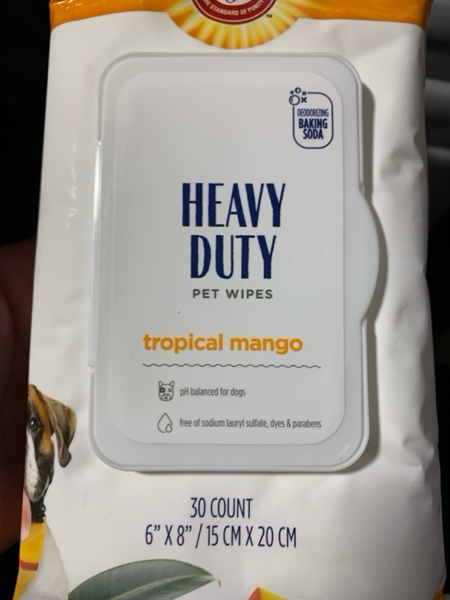 THE STANDARD OF PURITY
DEODORIZING
BAKING
SODA
HEAVY
DUTY
PET WIPES
tropical mango
pH balanced for dogs
free of sodium lauryl sulfate, dyes & parabens
30 COUNT
6" X 8" / 15 CM X 20 CM